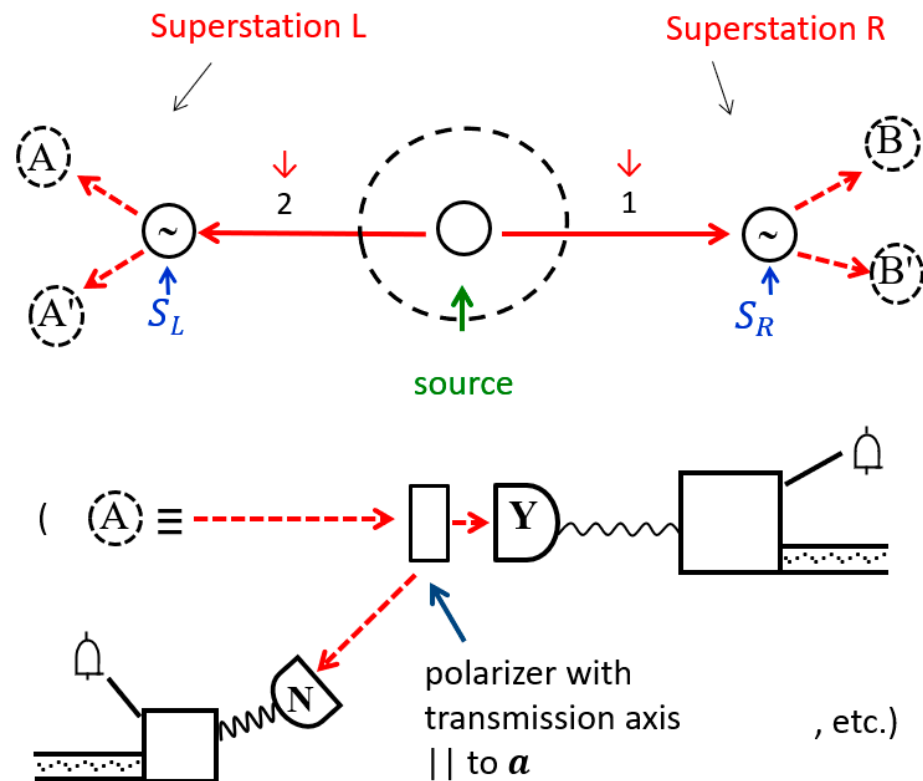 Superstation L
Superstation R
A
2
1
B
~
~
A'
B'
S_L
S_R
source
( A ≡
Y
N
polarizer with
transmission axis
|| to a
, etc.)